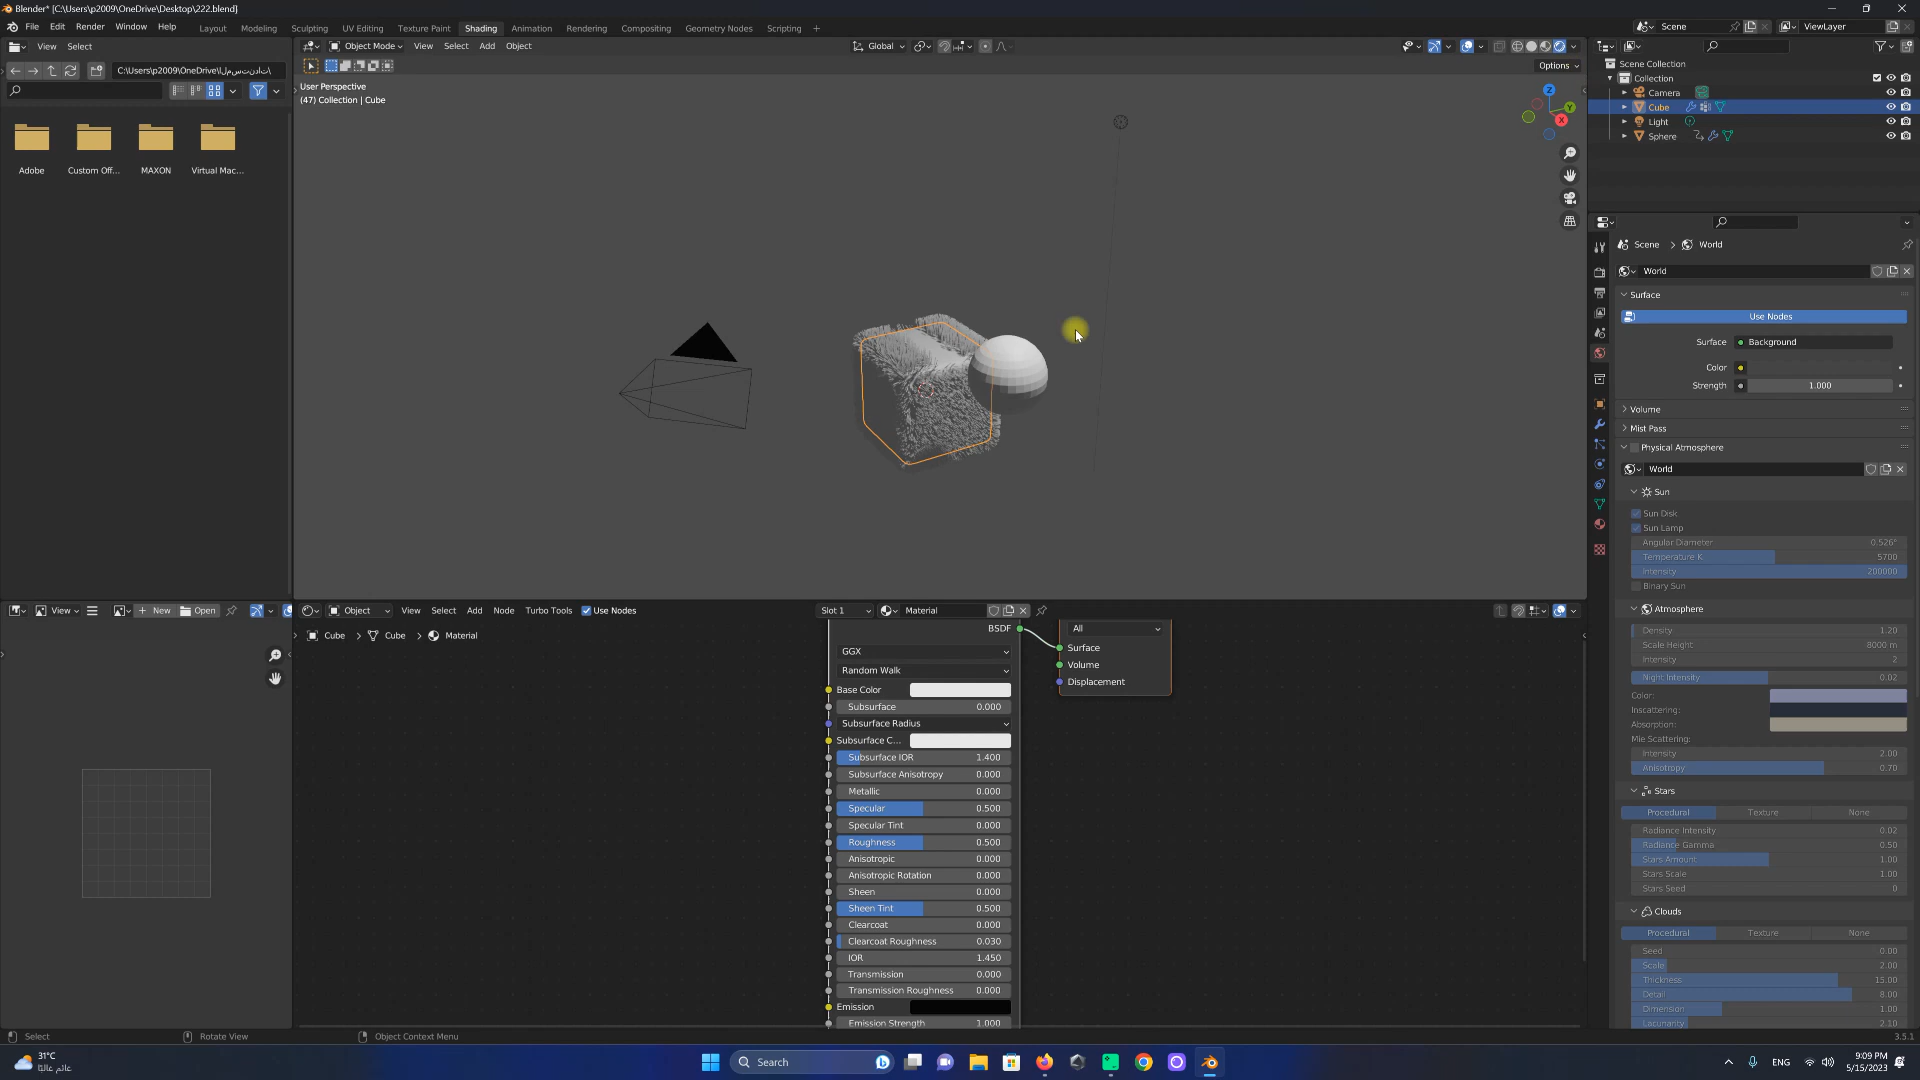 Blender* [C:\Users\p2009\OneDrive\Desktop\222.blend]
File Edit Render Window Help
Layout Modeling Sculpting UV Editing Texture Paint Shading Animation Rendering Compositing Geometry Nodes Scripting +
Scene
ViewLayer
View Select
Object Mode View Select Add Object
Global
Options
C:\Users\p2009\OneDrive\المستندات\
Adobe
Custom Off...
MAXON
Virtual Mac...
User Perspective
(47) Collection | Cube
Z
Y
X
Scene Collection
Collection
Camera
Cube
Light
Sphere
Scene > World
World
Surface
Use Nodes
Surface Background
Color
Strength 1.000
Volume
Mist Pass
Physical Atmosphere
World
Sun
Sun Disk
Sun Lamp
Angular Diameter 0.526°
Temperature K 5700
Intensity 200000
Binary Sun
Atmosphere
Density 1.20
Scale Height 8000 m
Intensity 2
Night Intensity 0.02
Color:
Inscattering:
Absorption:
Mie Scattering:
Intensity 2.00
Anisotropy 0.70
Stars
Procedural Texture None
Radiance Intensity 0.02
Radiance Gamma 0.50
Stars Amount 1.00
Stars Scale 1.00
Stars Seed 0
Clouds
Procedural Texture None
Seed 0.00
Scale 2.00
Thickness 15.00
Detail 8.00
Dimension 1.00
Lacunarity 2.10
View + New Open
Object View Select Add Node Turbo Tools Use Nodes
Slot 1 Material
Cube > Cube > Material
BSDF
GGX
Random Walk
Base Color
Subsurface 0.000
Subsurface Radius
Subsurface C...
Subsurface IOR 1.400
Subsurface Anisotropy 0.000
Metallic 0.000
Specular 0.500
Specular Tint 0.000
Roughness 0.500
Anisotropic 0.000
Anisotropic Rotation 0.000
Sheen 0.000
Sheen Tint 0.500
Clearcoat 0.000
Clearcoat Roughness 0.030
IOR 1.450
Transmission 0.000
Transmission Roughness 0.000
Emission
Emission Strength 1.000
All
Surface
Volume
Displacement
Select
Rotate View
Object Context Menu
3.5.1
31°C
غائم غالبًا
Search
ENG
9:09 PM
5/15/2023